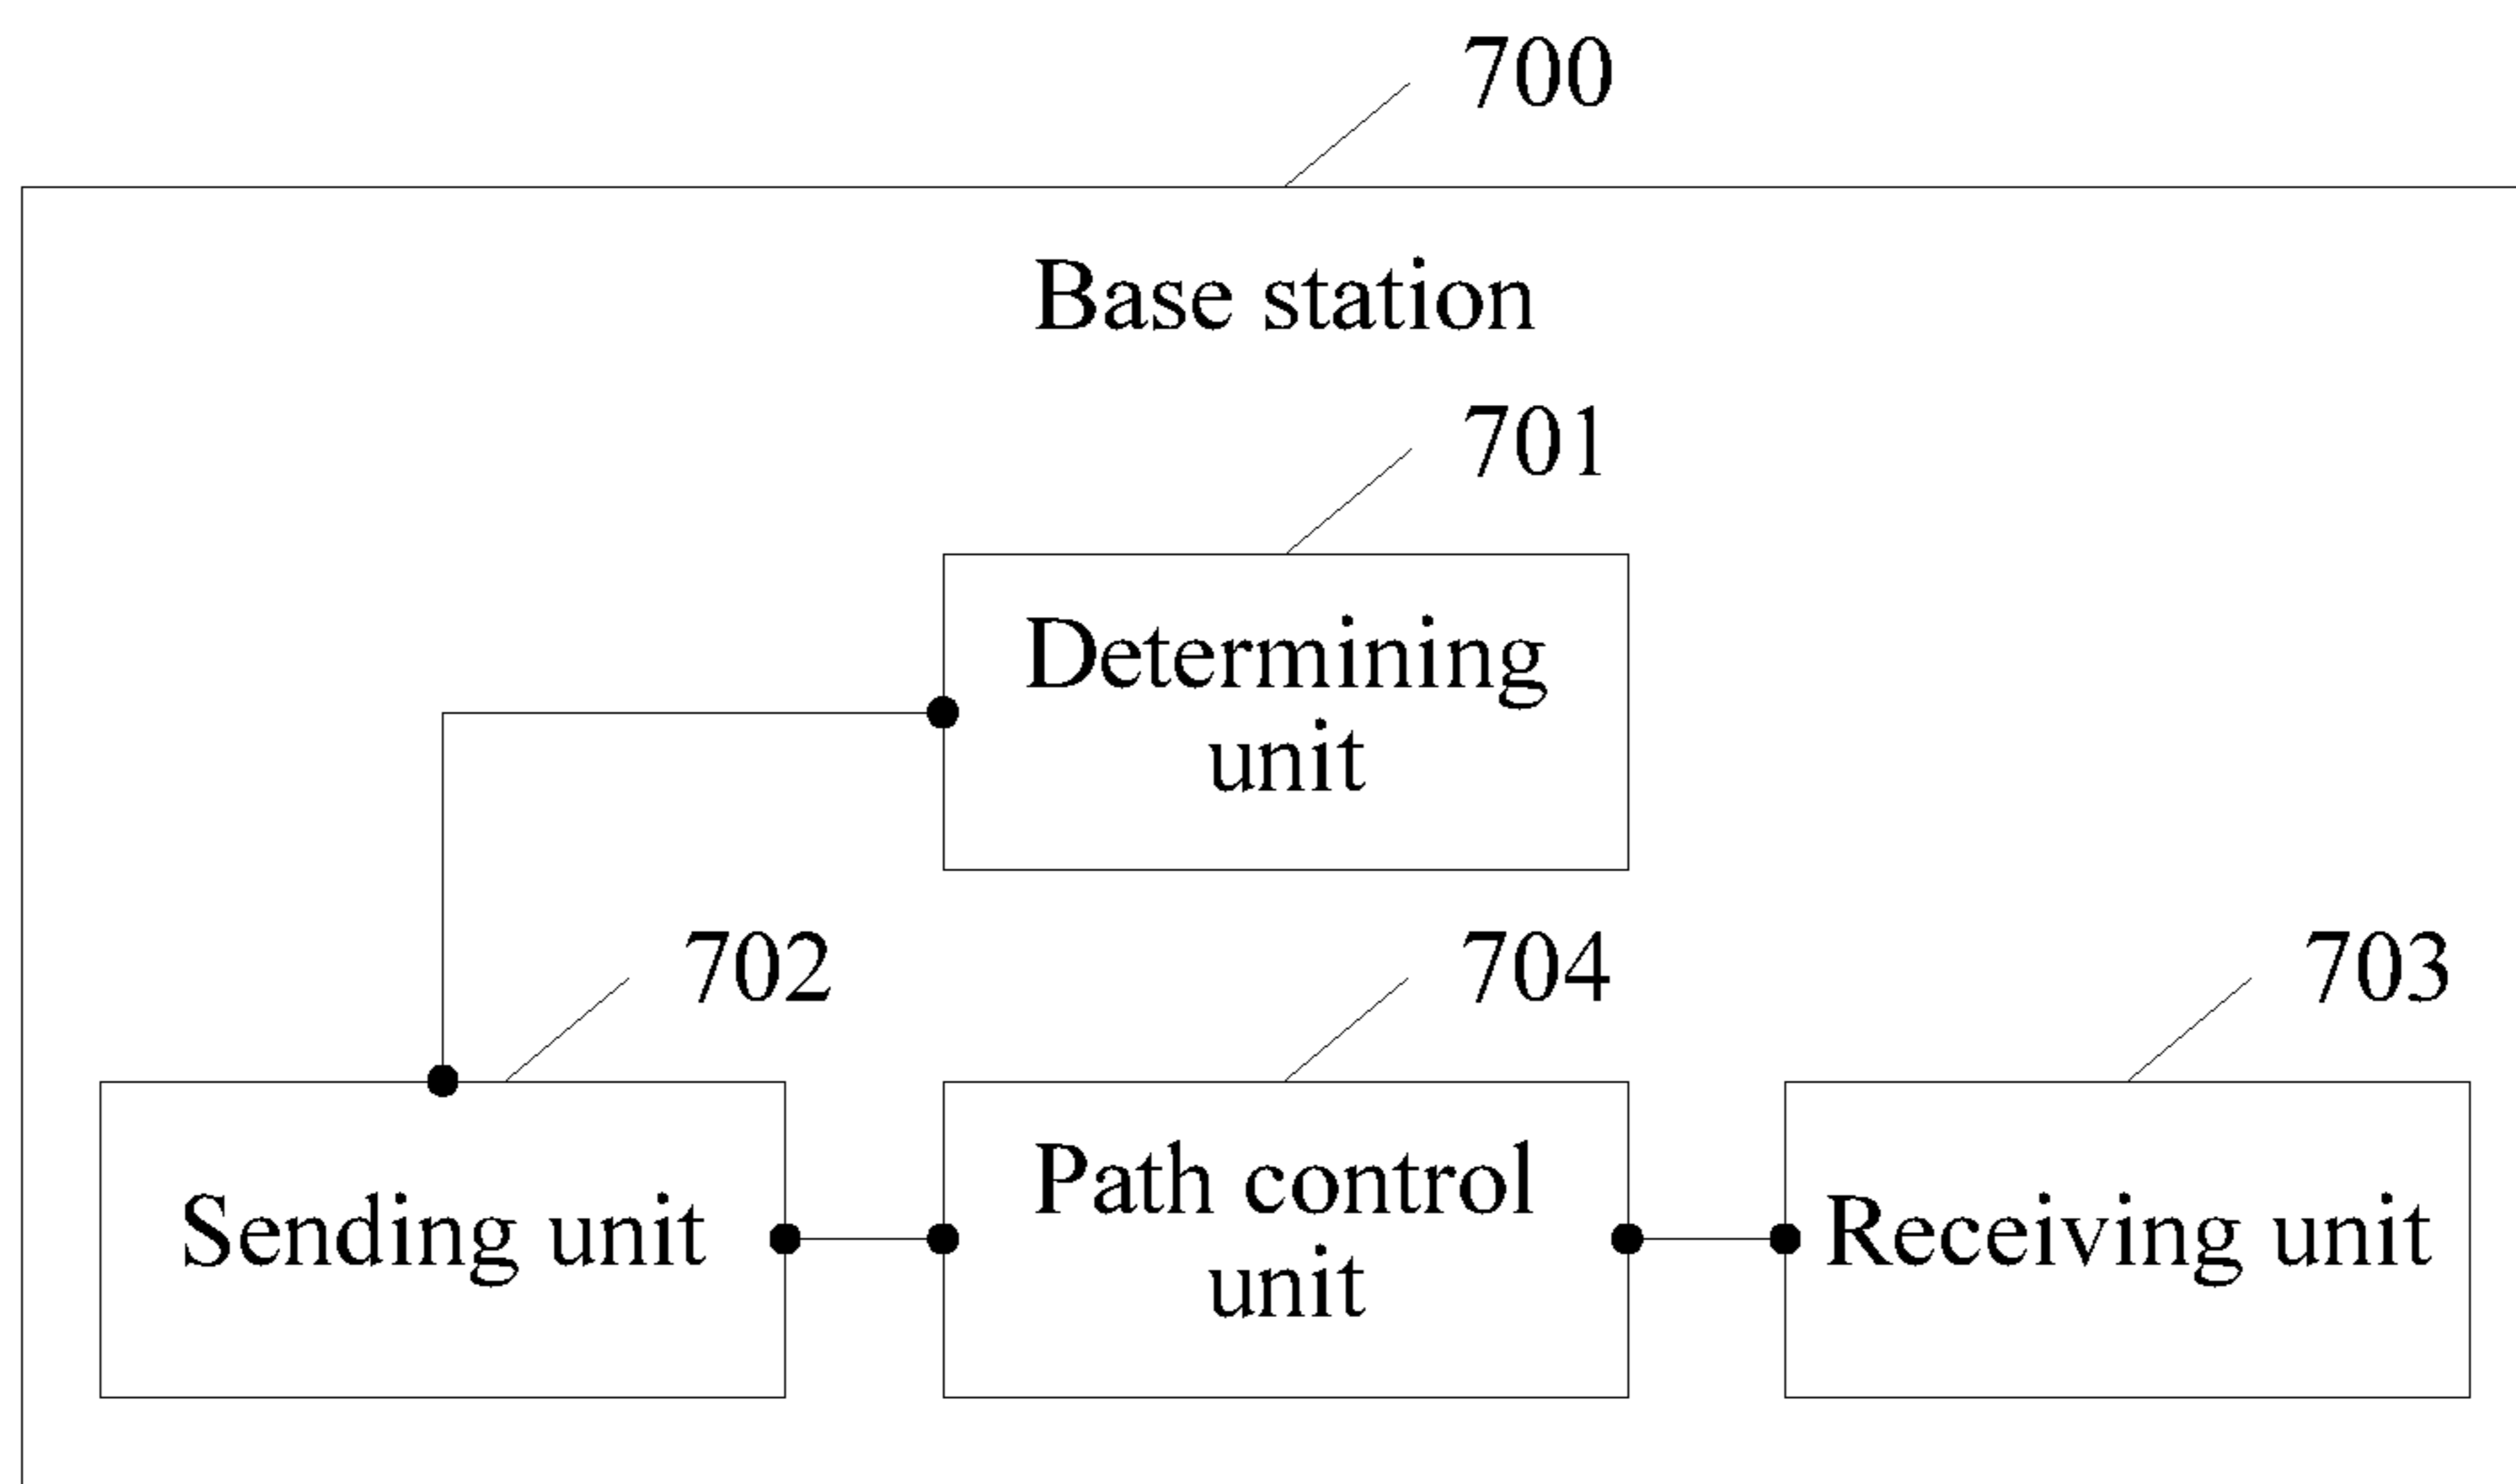 700
Base station
701
Determining
unit
702
704
703
Sending unit
Path control
unit
Receiving unit